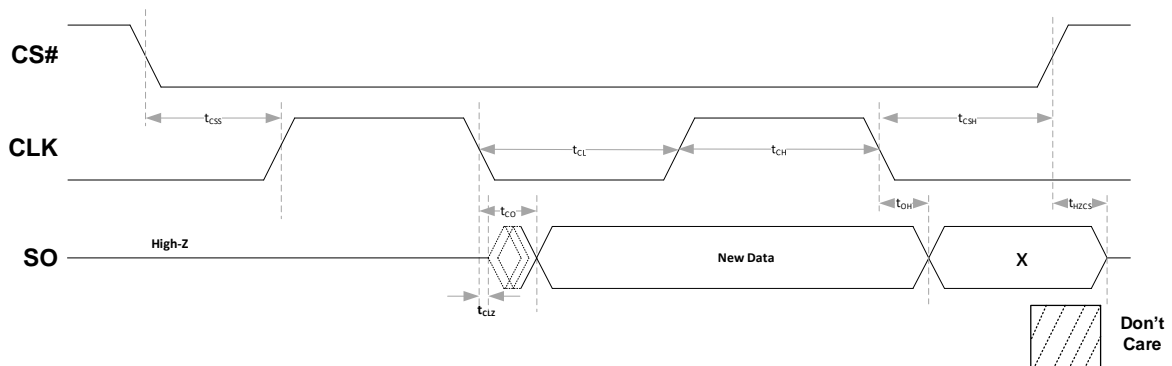 CS#
tCSS
tCSH
CLK
tCL
tCH
tCO
tOH
tHZCS
High-Z
SO
New Data
X
tCLZ
Don't
Care